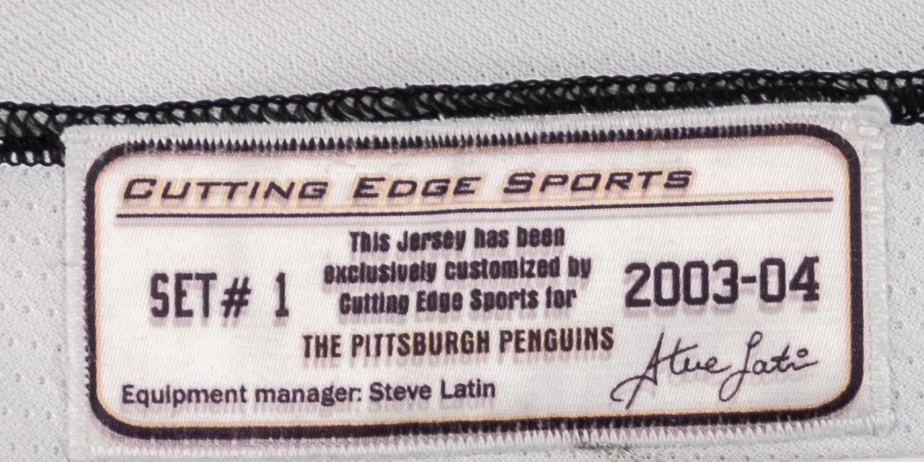 CUTTING EDGE SPORTS
This Jersey has been
exclusively customized by
Cutting Edge Sports for
SET# 1
2003-04
THE PITTSBURGH PENGUINS
Equipment manager: Steve Latin
Steve Latin